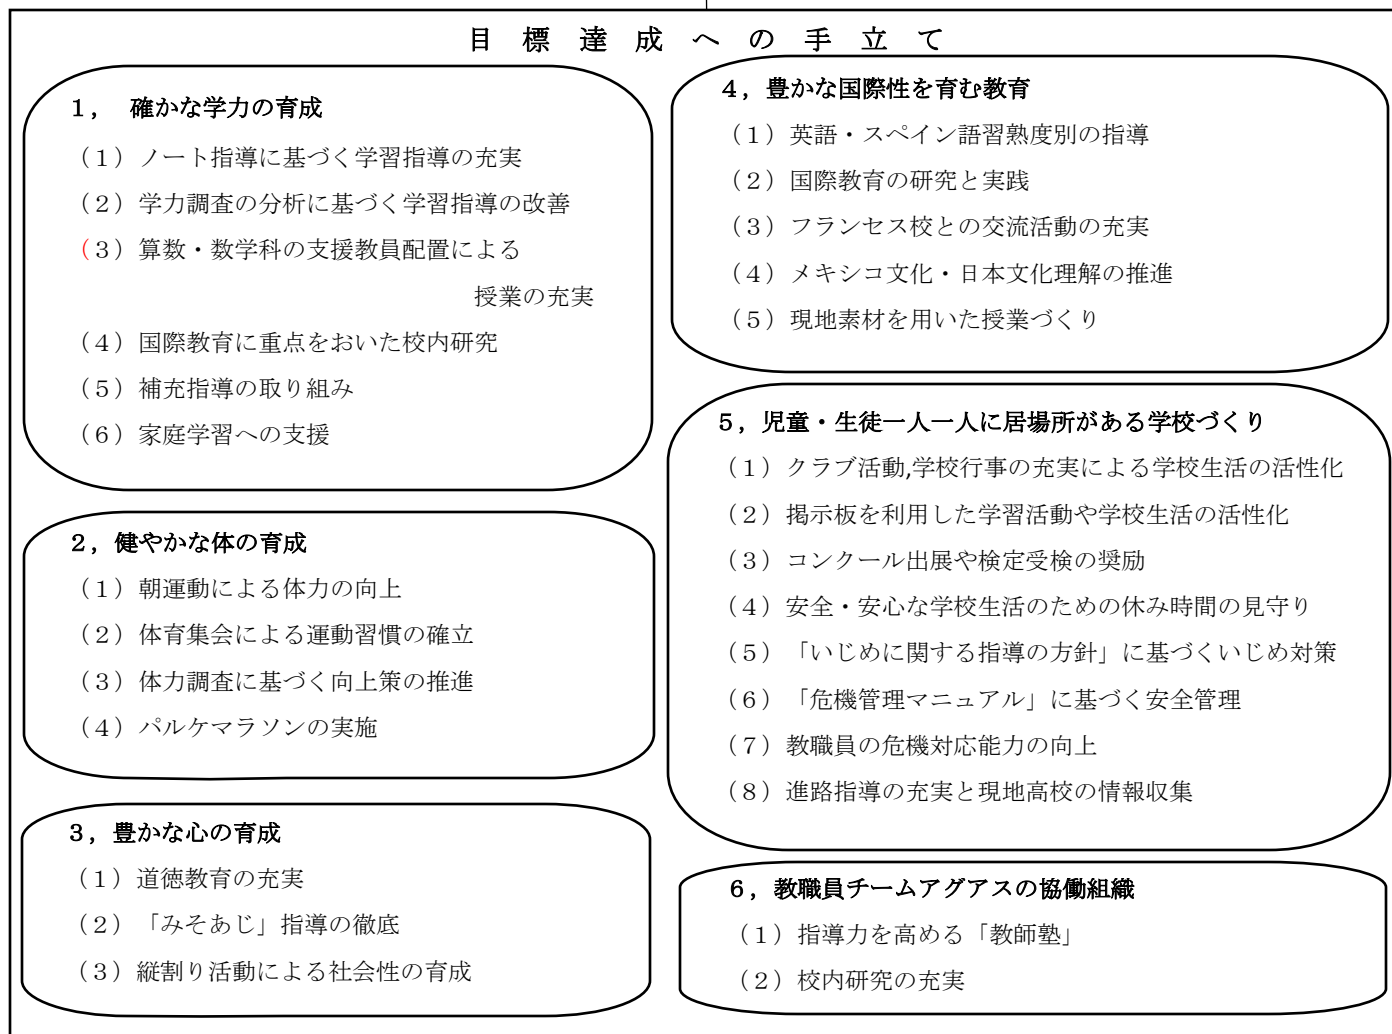 目標達成への手立て
１，　確かな学力の育成
（１）ノート指導に基づく学習指導の充実
（２）学力調査の分析に基づく学習指導の改善
（３）算数・数学科の支援教員配置による
授業の充実
（４）国際教育に重点をおいた校内研究
（５）補充指導の取り組み
（６）家庭学習への支援
２，健やかな体の育成
（１）朝運動による体力の向上
（２）体育集会による運動習慣の確立
（３）体力調査に基づく向上策の推進
（４）パルケマラソンの実施
３，豊かな心の育成
（１）道徳教育の充実
（２）「みそあじ」指導の徹底
（３）縦割り活動による社会性の育成
４，豊かな国際性を育む教育
（１）英語・スペイン語習熟度別の指導
（２）国際教育の研究と実践
（３）フランセス校との交流活動の充実
（４）メキシコ文化・日本文化理解の推進
（５）現地素材を用いた授業づくり
５，児童・生徒一人一人に居場所がある学校づくり
（１）クラブ活動,学校行事の充実による学校生活の活性化
（２）掲示板を利用した学習活動や学校生活の活性化
（３）コンクール出展や検定受検の奨励
（４）安全・安心な学校生活のための休み時間の見守り
（５）「いじめに関する指導の方針」に基づくいじめ対策
（６）「危機管理マニュアル」に基づく安全管理
（７）教職員の危機対応能力の向上
（８）進路指導の充実と現地高校の情報収集
６，教職員チームアグアスの協働組織
（１）指導力を高める「教師塾」
（２）校内研究の充実